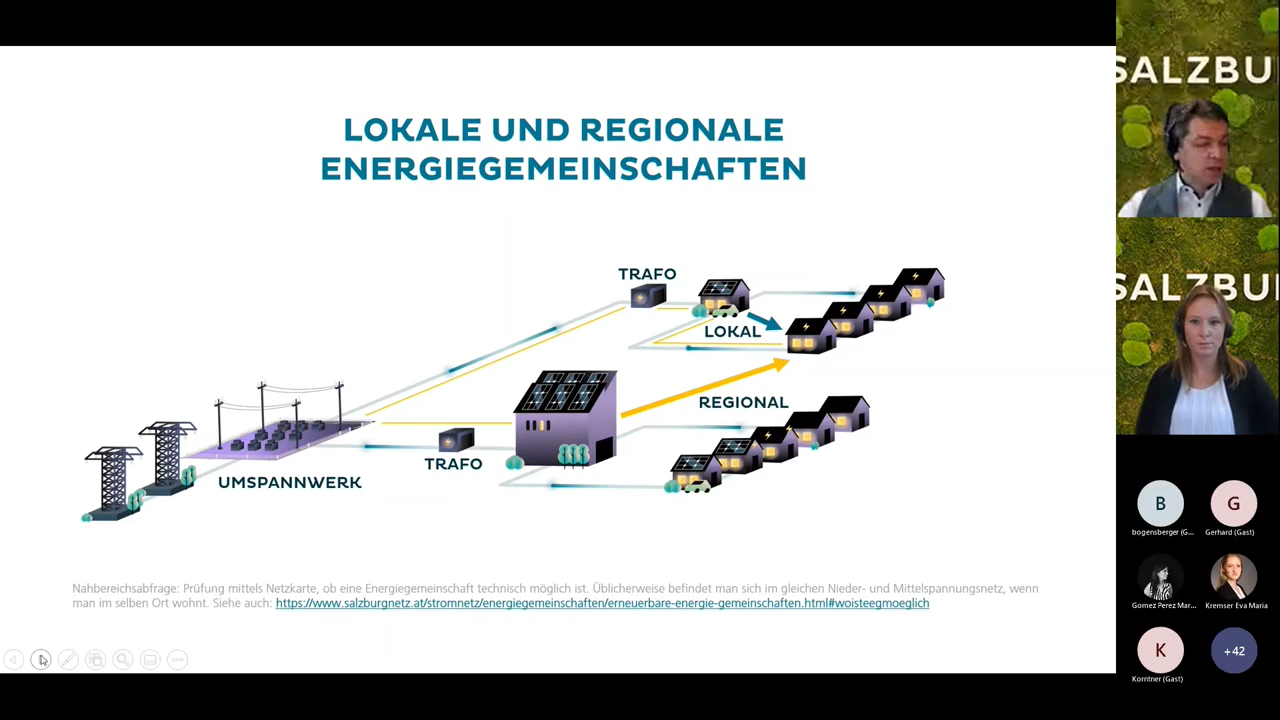 LOKALE UND REGIONALE
ENERGIEGEMEINSCHAFTEN
TRAFO
LOKAL
REGIONAL
TRAFO
UMSPANNWERK
Nahbereichsabfrage: Prüfung mittels Netzkarte, ob eine Energiegemeinschaft technisch möglich ist. Üblicherweise befindet man sich im gleichen Nieder- und Mittelspannungsnetz, wenn
man im selben Ort wohnt. Siehe auch: https://www.salzburgnetz.at/stromnetz/energiegemeinschaften/erneuerbare-energie-gemeinschaften.html#woisteegmoeglich
SALZBU
SALZBU
B
bogensberger (G...
G
Gerhard (Gast)
Gomez Perez Mar...
Kremser Eva Maria
K
Korntner (Gast)
+42